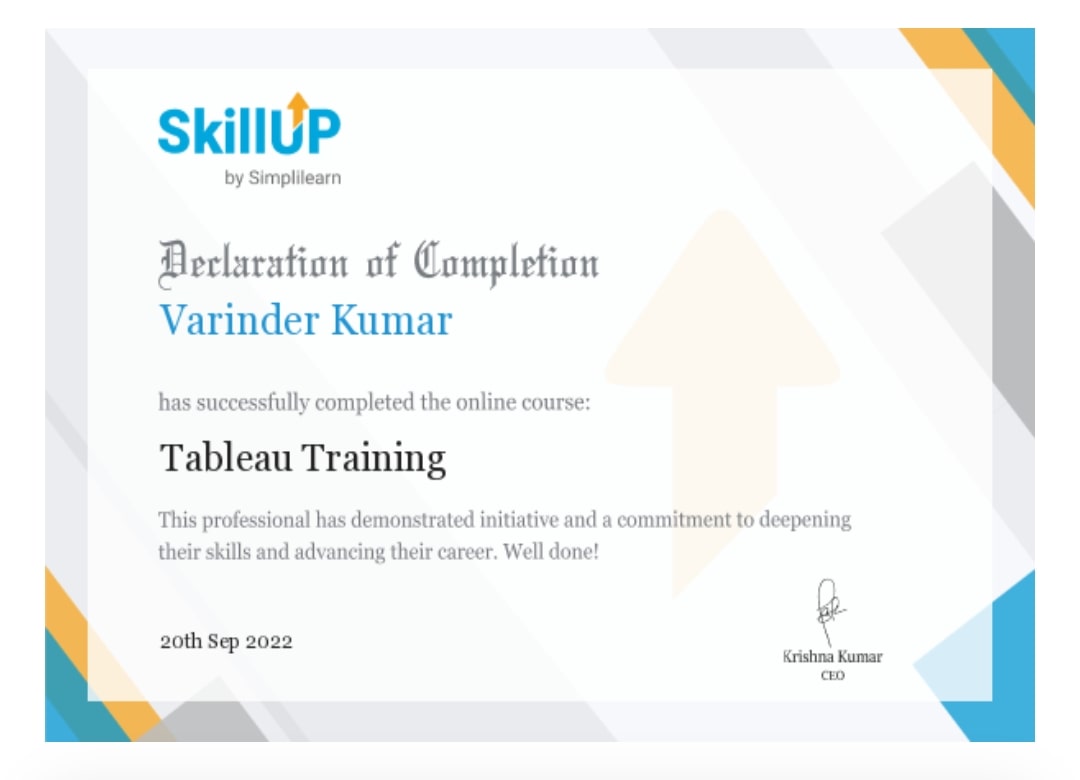 SkillUP
by Simplilearn
Declaration of Completion
Varinder Kumar
has successfully completed the online course:
Tableau Training
This professional has demonstrated initiative and a commitment to deepening
their skills and advancing their career. Well done!
20th Sep 2022
Krishna Kumar
CEO